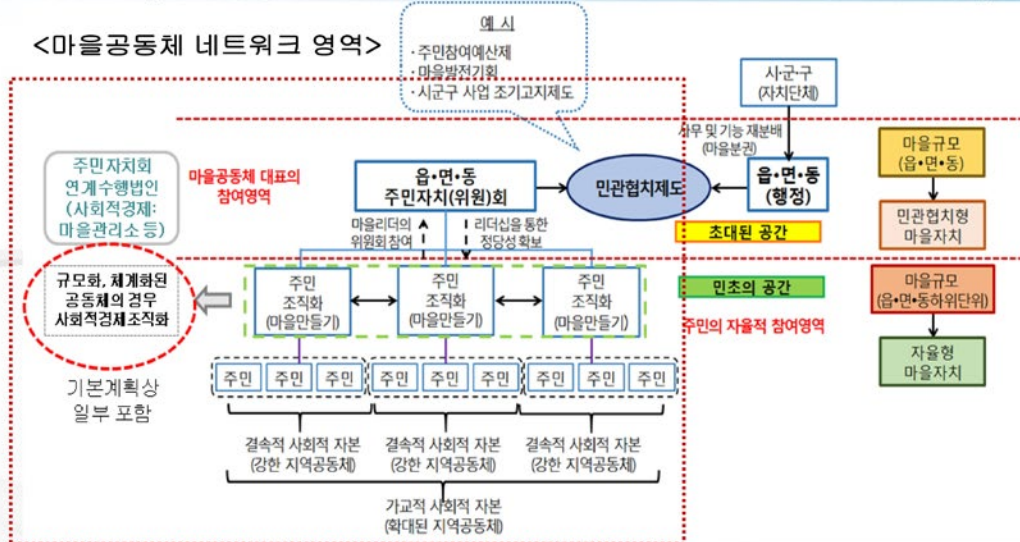 <마을공동체 네트워크 영역>
예 시
· 주민참여예산제
· 마을발전기획
· 시군구 사업 조기고지제도
시·군·구
(자치단체)
사무 및 기능 재분배
(마을분권)
주민자치회
연계수행법인
(사회적경제:
마을관리소 등)
마을공동체 대표의
참여영역
읍•면•동
주민자치(위원)회
민관협치제도
읍•면•동
(행정)
마을규모
(읍•면•동)
마을리더의
위원회 참여
리더십을 통한
정당성 확보
초대된 공간
민관협치형
마을자치
규모화, 체계화된
공동체의 경우
사회적경제조직화
주민
조직화
(마을만들기)
주민
조직화
(마을만들기)
주민
조직화
(마을만들기)
민초의 공간
주민의 자율적 참여영역
마을규모
(읍•면•동하위단위)
자율형
마을자치
기본계획상
일부 포함
주민 주민 주민 주민 주민 주민 주민 주민 주민
결속적 사회적 자본
(강한 지역공동체)
결속적 사회적 자본
(강한 지역공동체)
결속적 사회적 자본
(강한 지역공동체)
가교적 사회적 자본
(확대된 지역공동체)